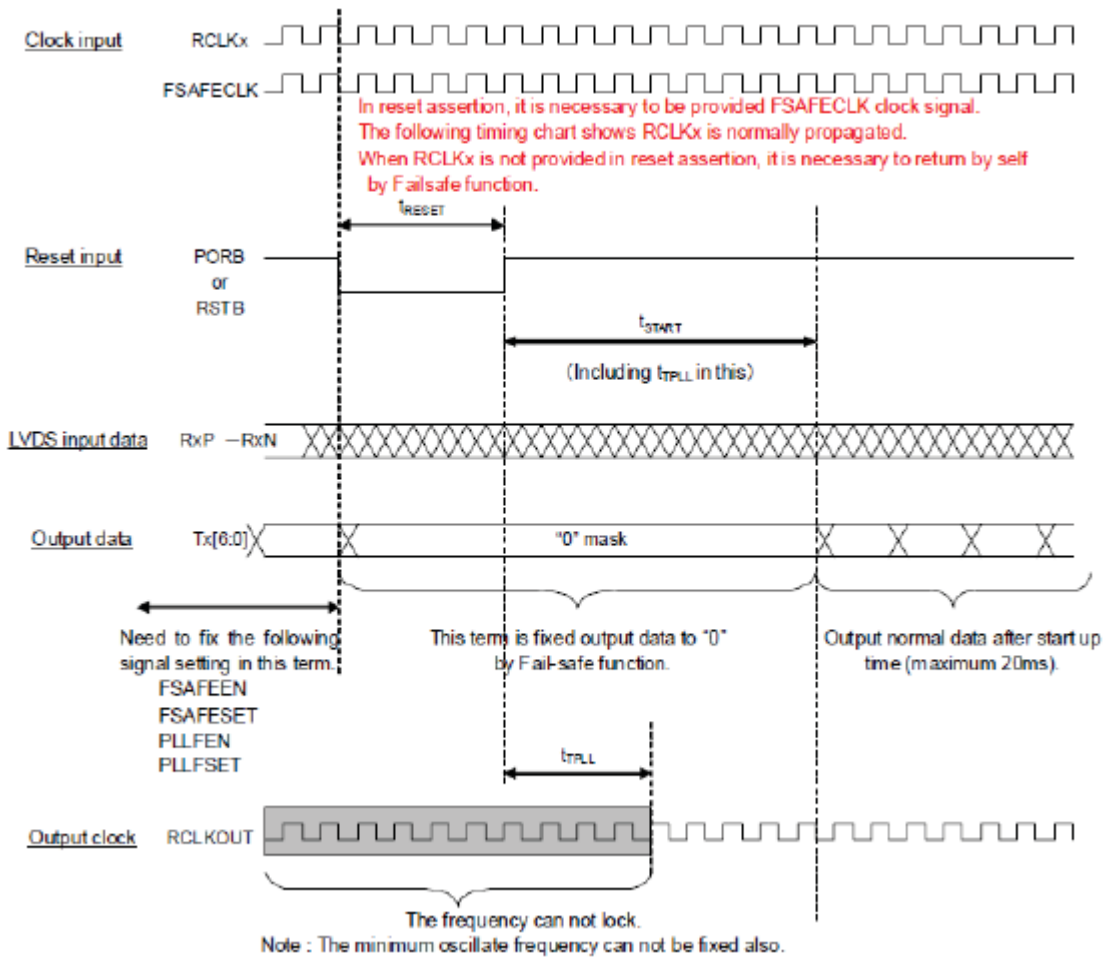 Clock input RCLKx
FSAFECLK
In reset assertion, it is necessary to be provided FSAFECLK clock signal.
The following timing chart shows RCLKx is normally propagated.
When RCLKx is not provided in reset assertion, it is necessary to return by self
by Failsafe function.
tRESET
Reset input PORB
or
RSTB
tSTART
(Including tTPLL in this)
LVDS input data RxP －RxN
Output data Tx[6:0] “0” mask
Need to fix the following
signal setting in this term.
FSAFEEN
FSAFESET
PLLFEN
PLLFSET
This term is fixed output data to “0”
by Fail-safe function.
Output normal data after start up
time (maximum 20ms).
tTPLL
Output clock RCLKOUT
The frequency can not lock.
Note : The minimum oscillate frequency can not be fixed also.